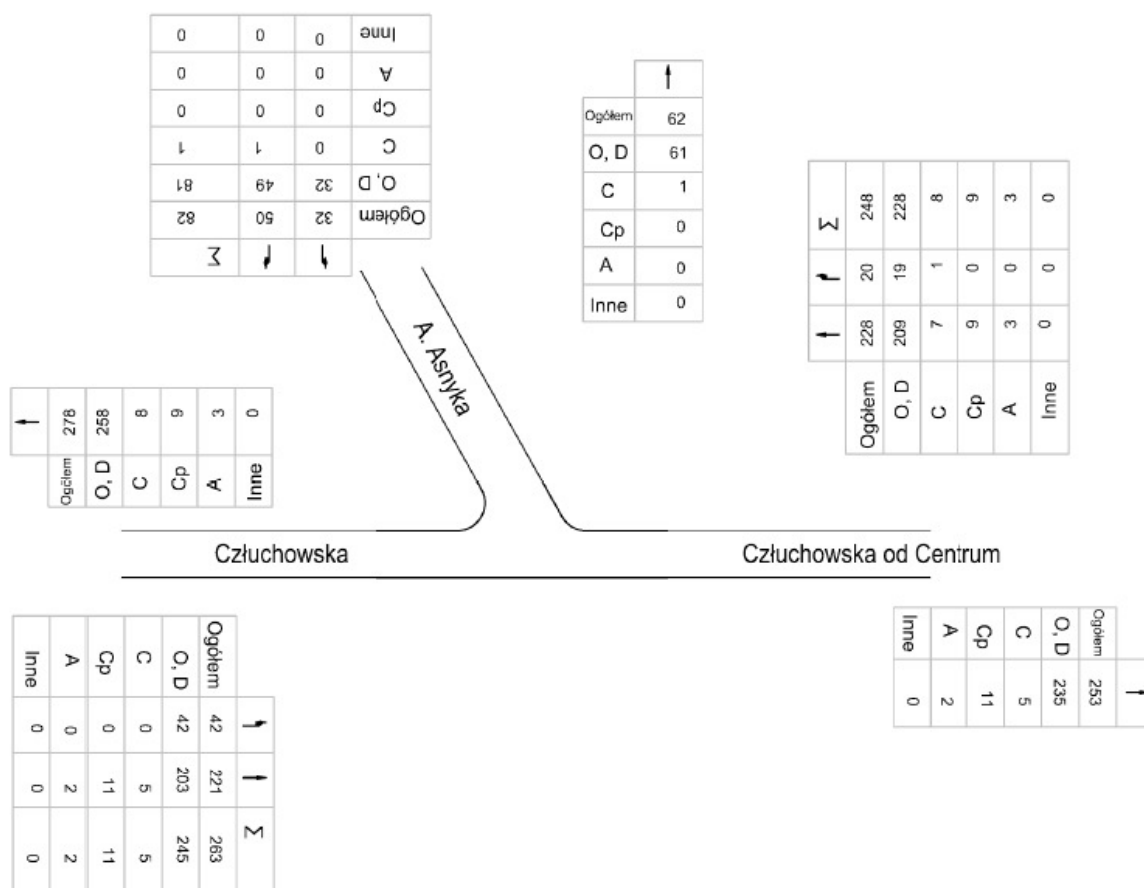 Σ
Ogółem 32 50 82
O, D 32 49 81
C 0 1 1
Cp 0 0 0
A 0 0 0
Inne 0 0 0
Ogółem 62
O, D 61
C 1
Cp 0
A 0
Inne 0
Σ
Ogółem 228 20 248
O, D 209 19 228
C 7 1 8
Cp 9 0 9
A 3 0 3
Inne 0 0 0
A. Asnyka
Ogółem 278
O, D 258
C 8
Cp 9
A 3
Inne 0
Człuchowska
Człuchowska od Centrum
Σ
Ogółem 42 221 263
O, D 42 203 245
C 0 5 5
Cp 0 11 11
A 0 2 2
Inne 0 0 0
Ogółem 253
O, D 235
C 5
Cp 11
A 2
Inne 0